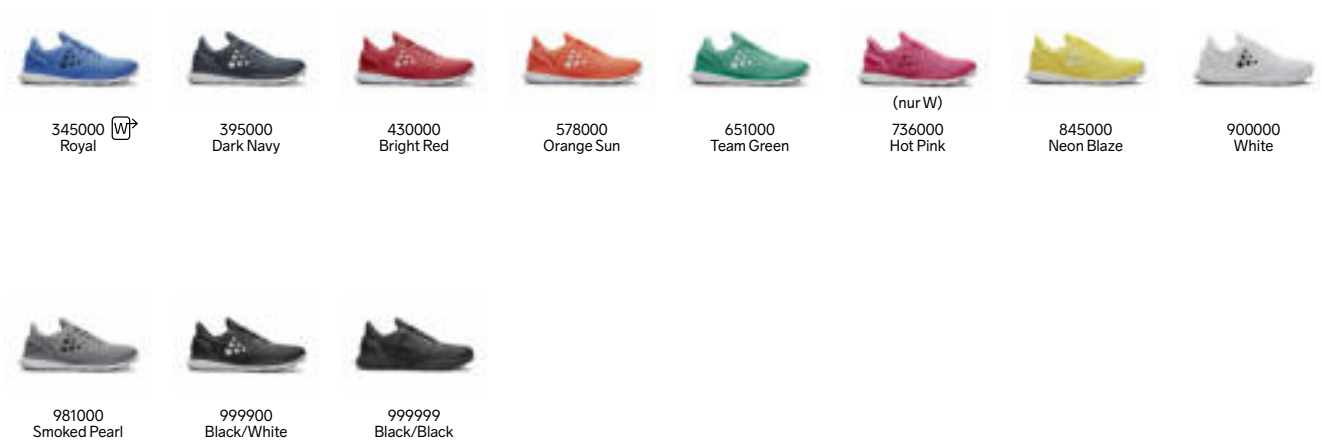 (nur W)
345000 W
Royal
395000
Dark Navy
430000
Bright Red
578000
Orange Sun
651000
Team Green
736000
Hot Pink
845000
Neon Blaze
900000
White
981000
Smoked Pearl
999900
Black/White
999999
Black/Black